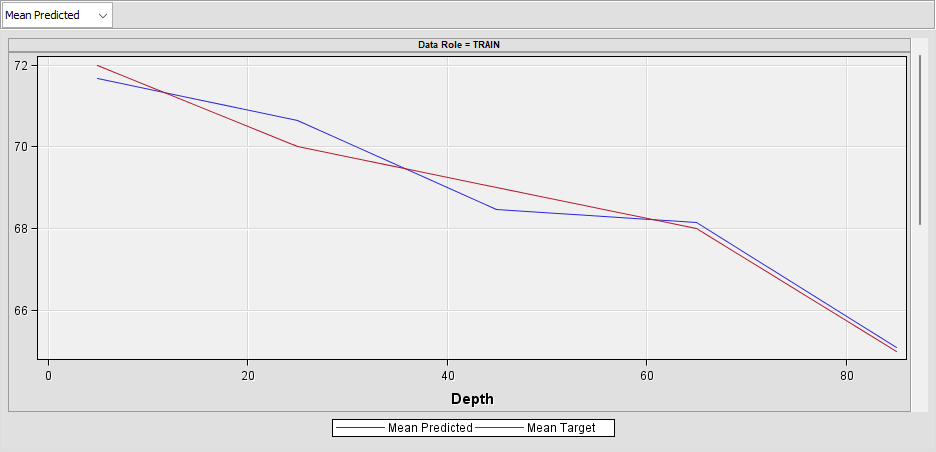 Mean Predicted
Data Role = TRAIN
72
70
68
66
0 20 40 60 80
Depth
Mean Predicted Mean Target